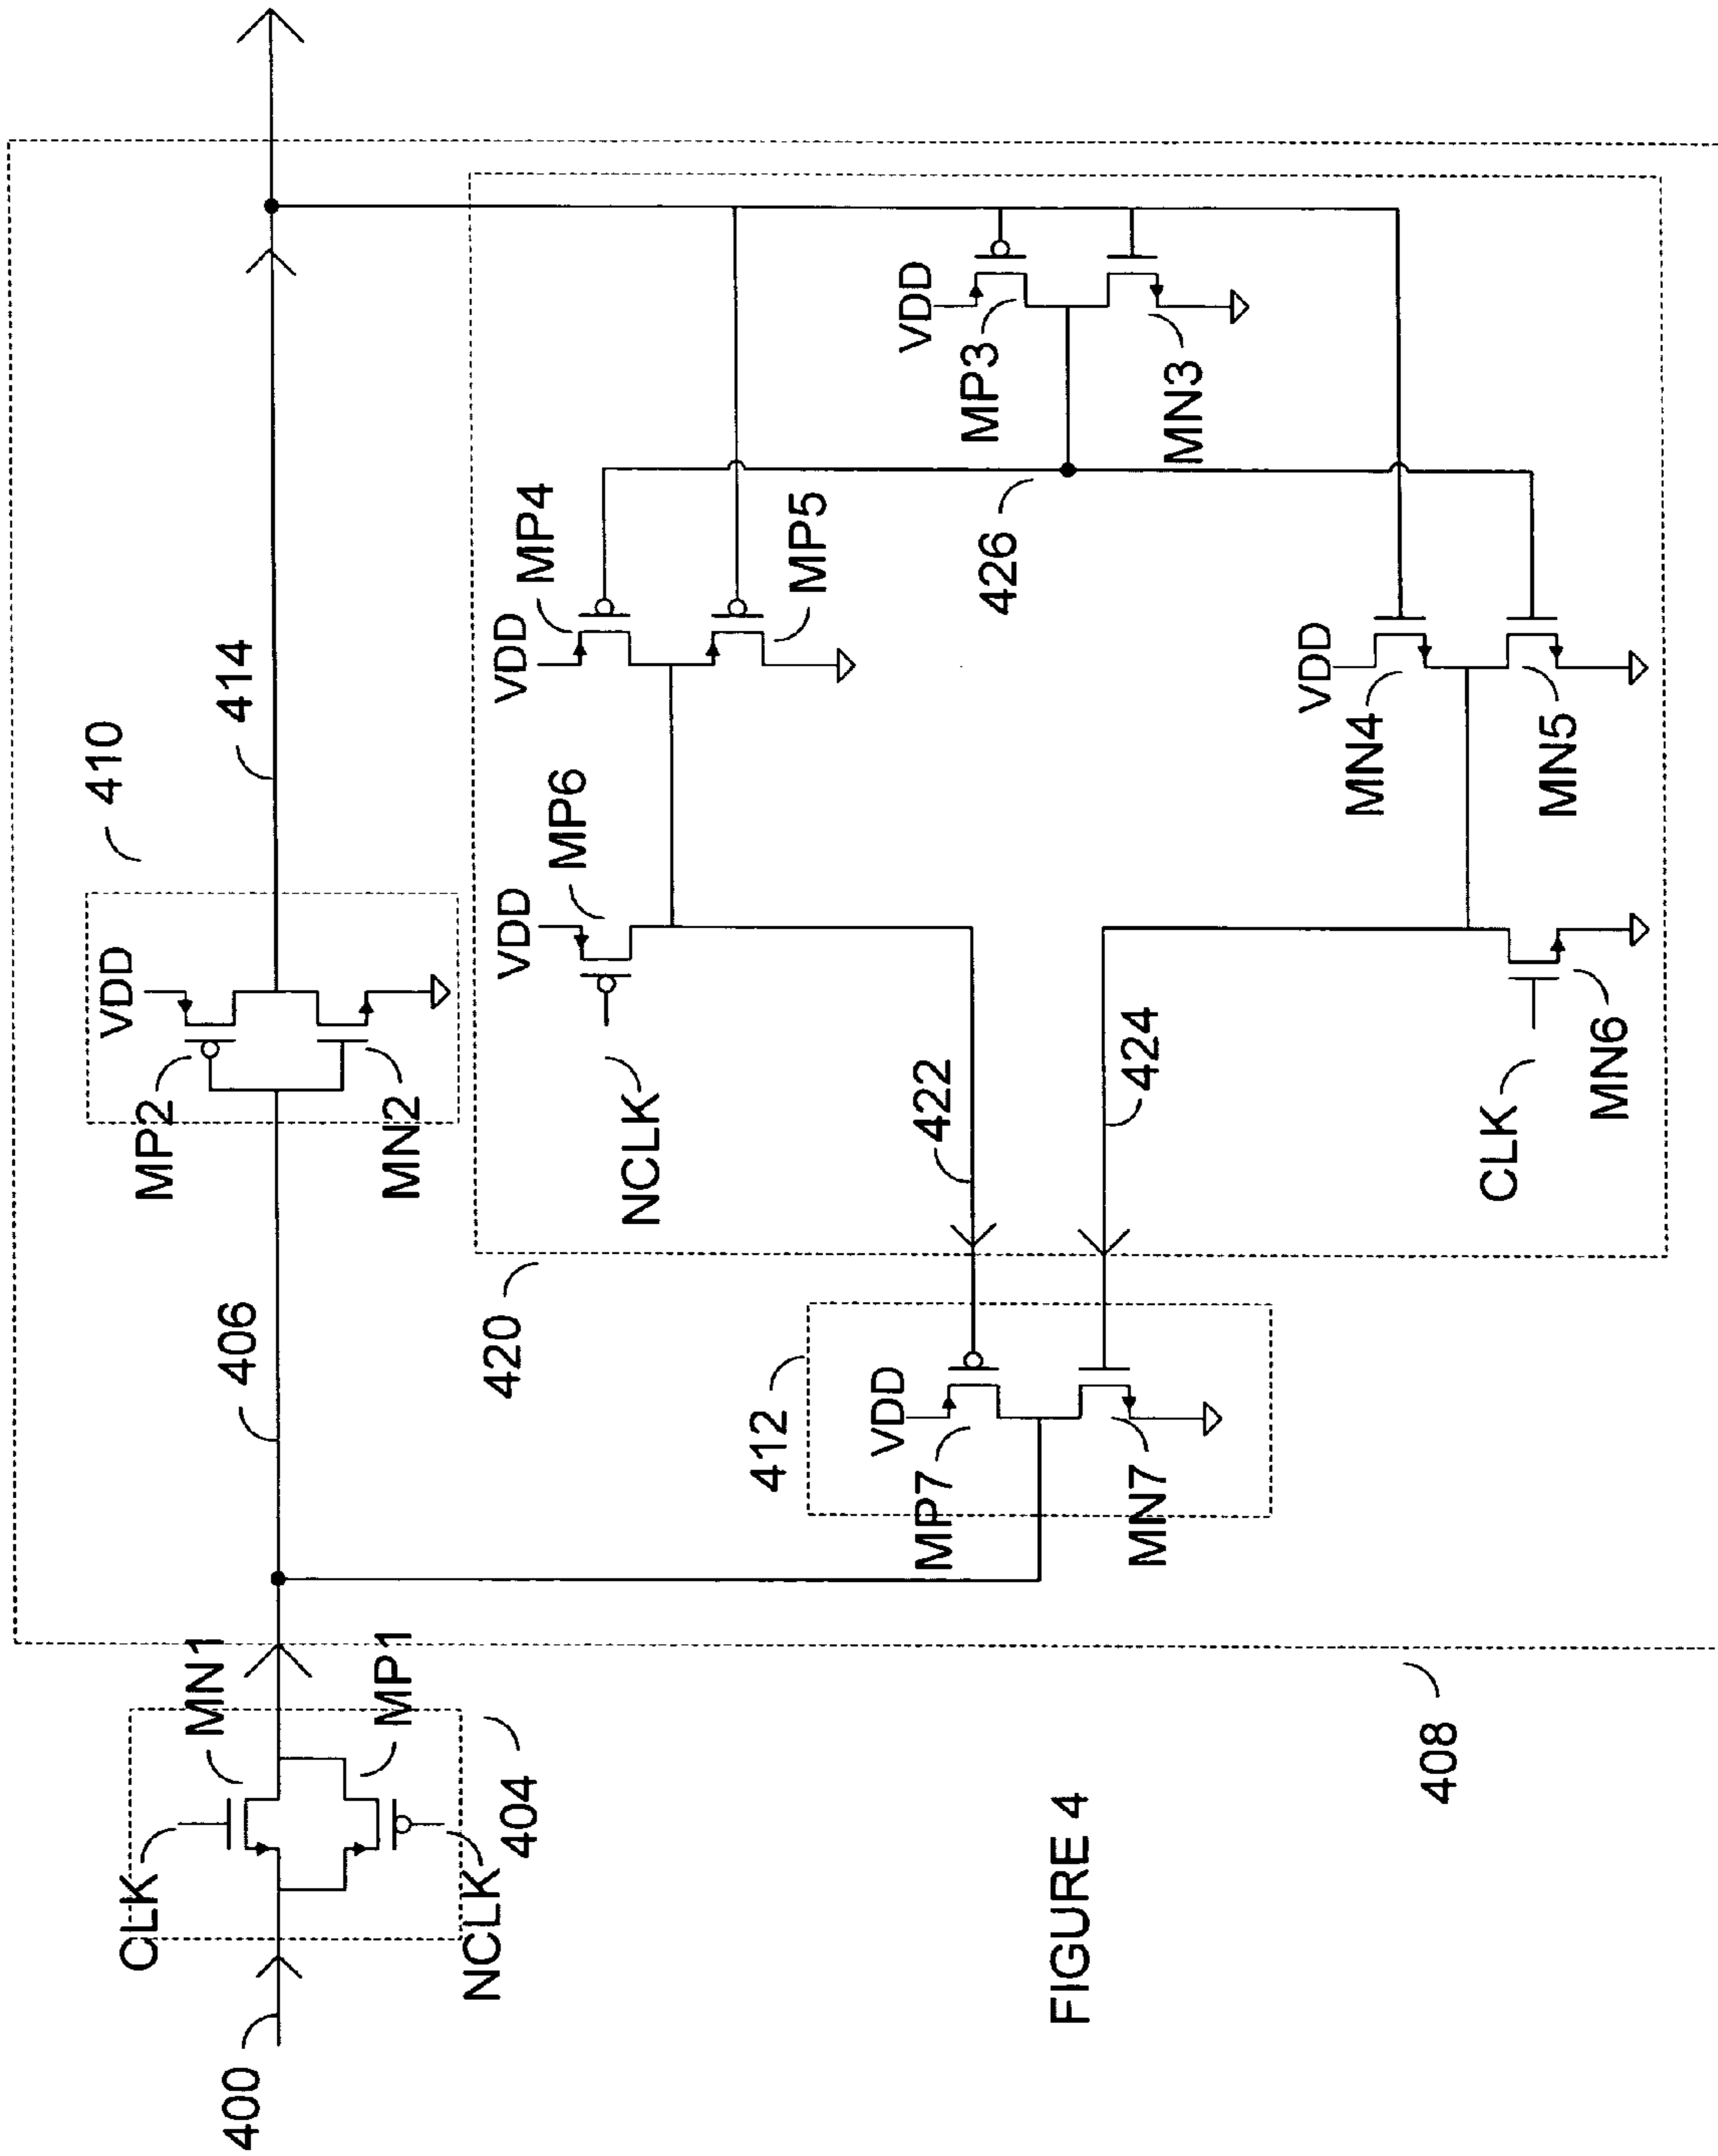 410
414
VDD
MP2
MN2
406
CLK
MN1
MP1
NCLK
404
400
VDD
MP4
MP5
VDD
MP6
NCLK
VDD
MP3
MN3
426
422
424
420
412
VDD
MP7
MN7
VDD
MN4
MN5
CLK
MN6
408
FIGURE 4